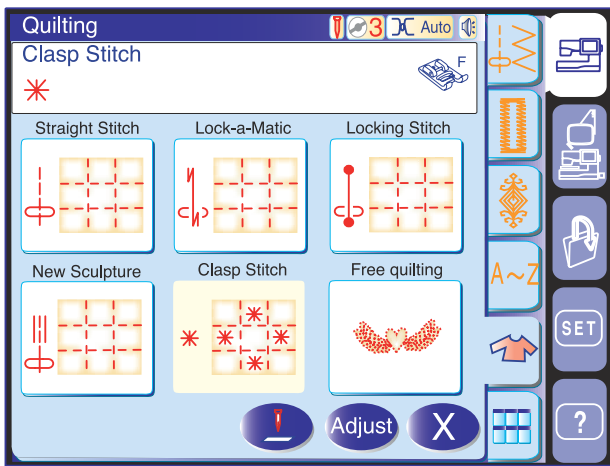 Quilting
3 Auto
Clasp Stitch
F
Straight Stitch Lock-a-Matic Locking Stitch
New Sculpture Clasp Stitch Free quilting
A~Z
SET
Adjust X
?